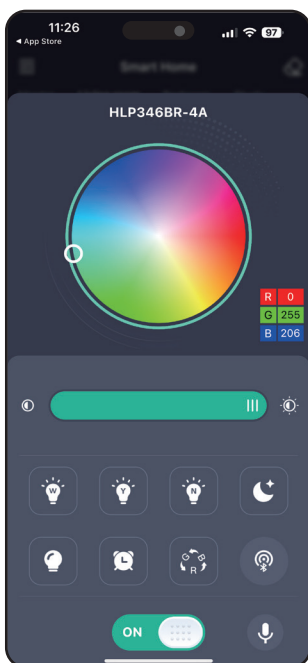 11:26
97
◀ App Store
Smart Home
HLP346BR-4A
R 0
G 255
B 206
W
Y
N
G B
R
ON